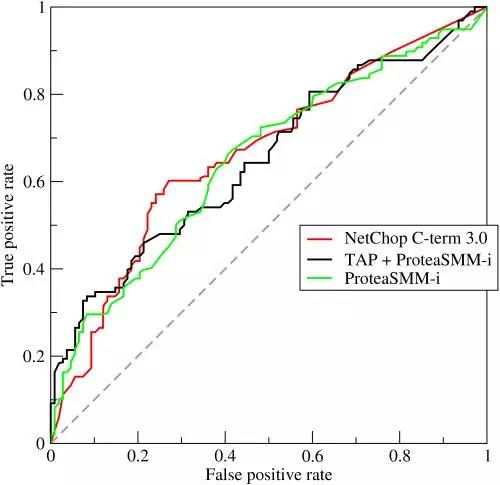 1
0.8
0.6
0.4
0.2
0
True positive rate
NetChop C-term 3.0
TAP + ProteaSMM-i
ProteaSMM-i
0 0.2 0.4 0.6 0.8 1
False positive rate